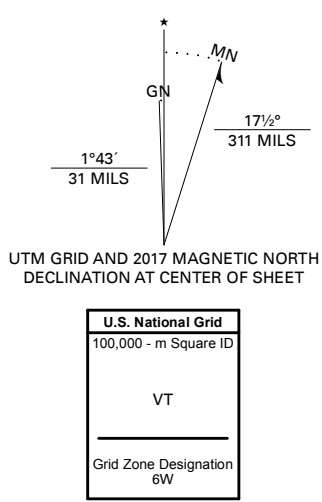 ★
MN
GN
17½°
311 MILS
1°43´
31 MILS
UTM GRID AND 2017 MAGNETIC NORTH
DECLINATION AT CENTER OF SHEET
U.S. National Grid
100,000 - m Square ID
VT
Grid Zone Designation
6W